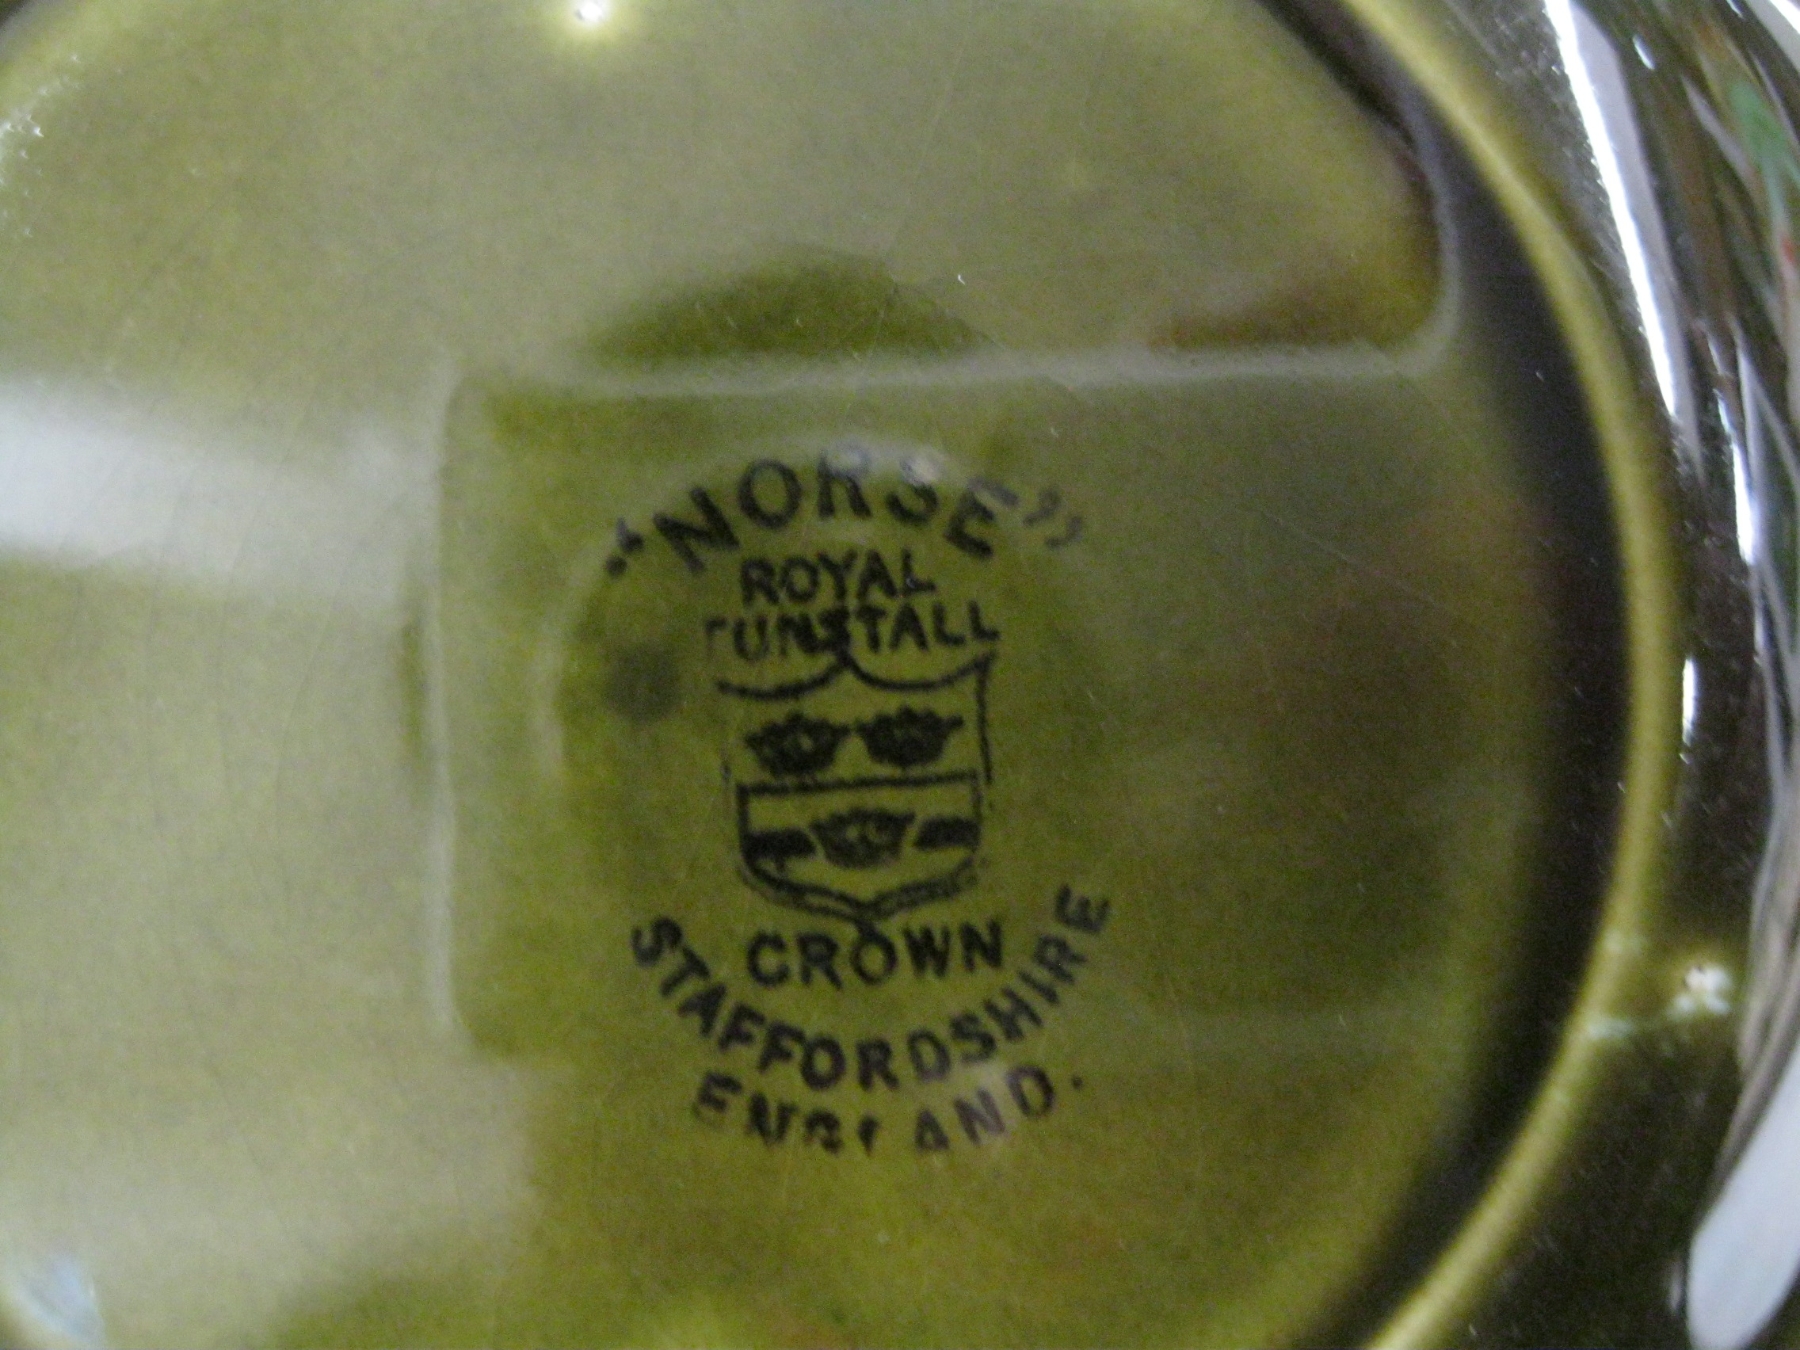 "NORSE"
ROYAL
TUNSTALL
CROWN
STAFFORDSHIRE
ENGLAND.